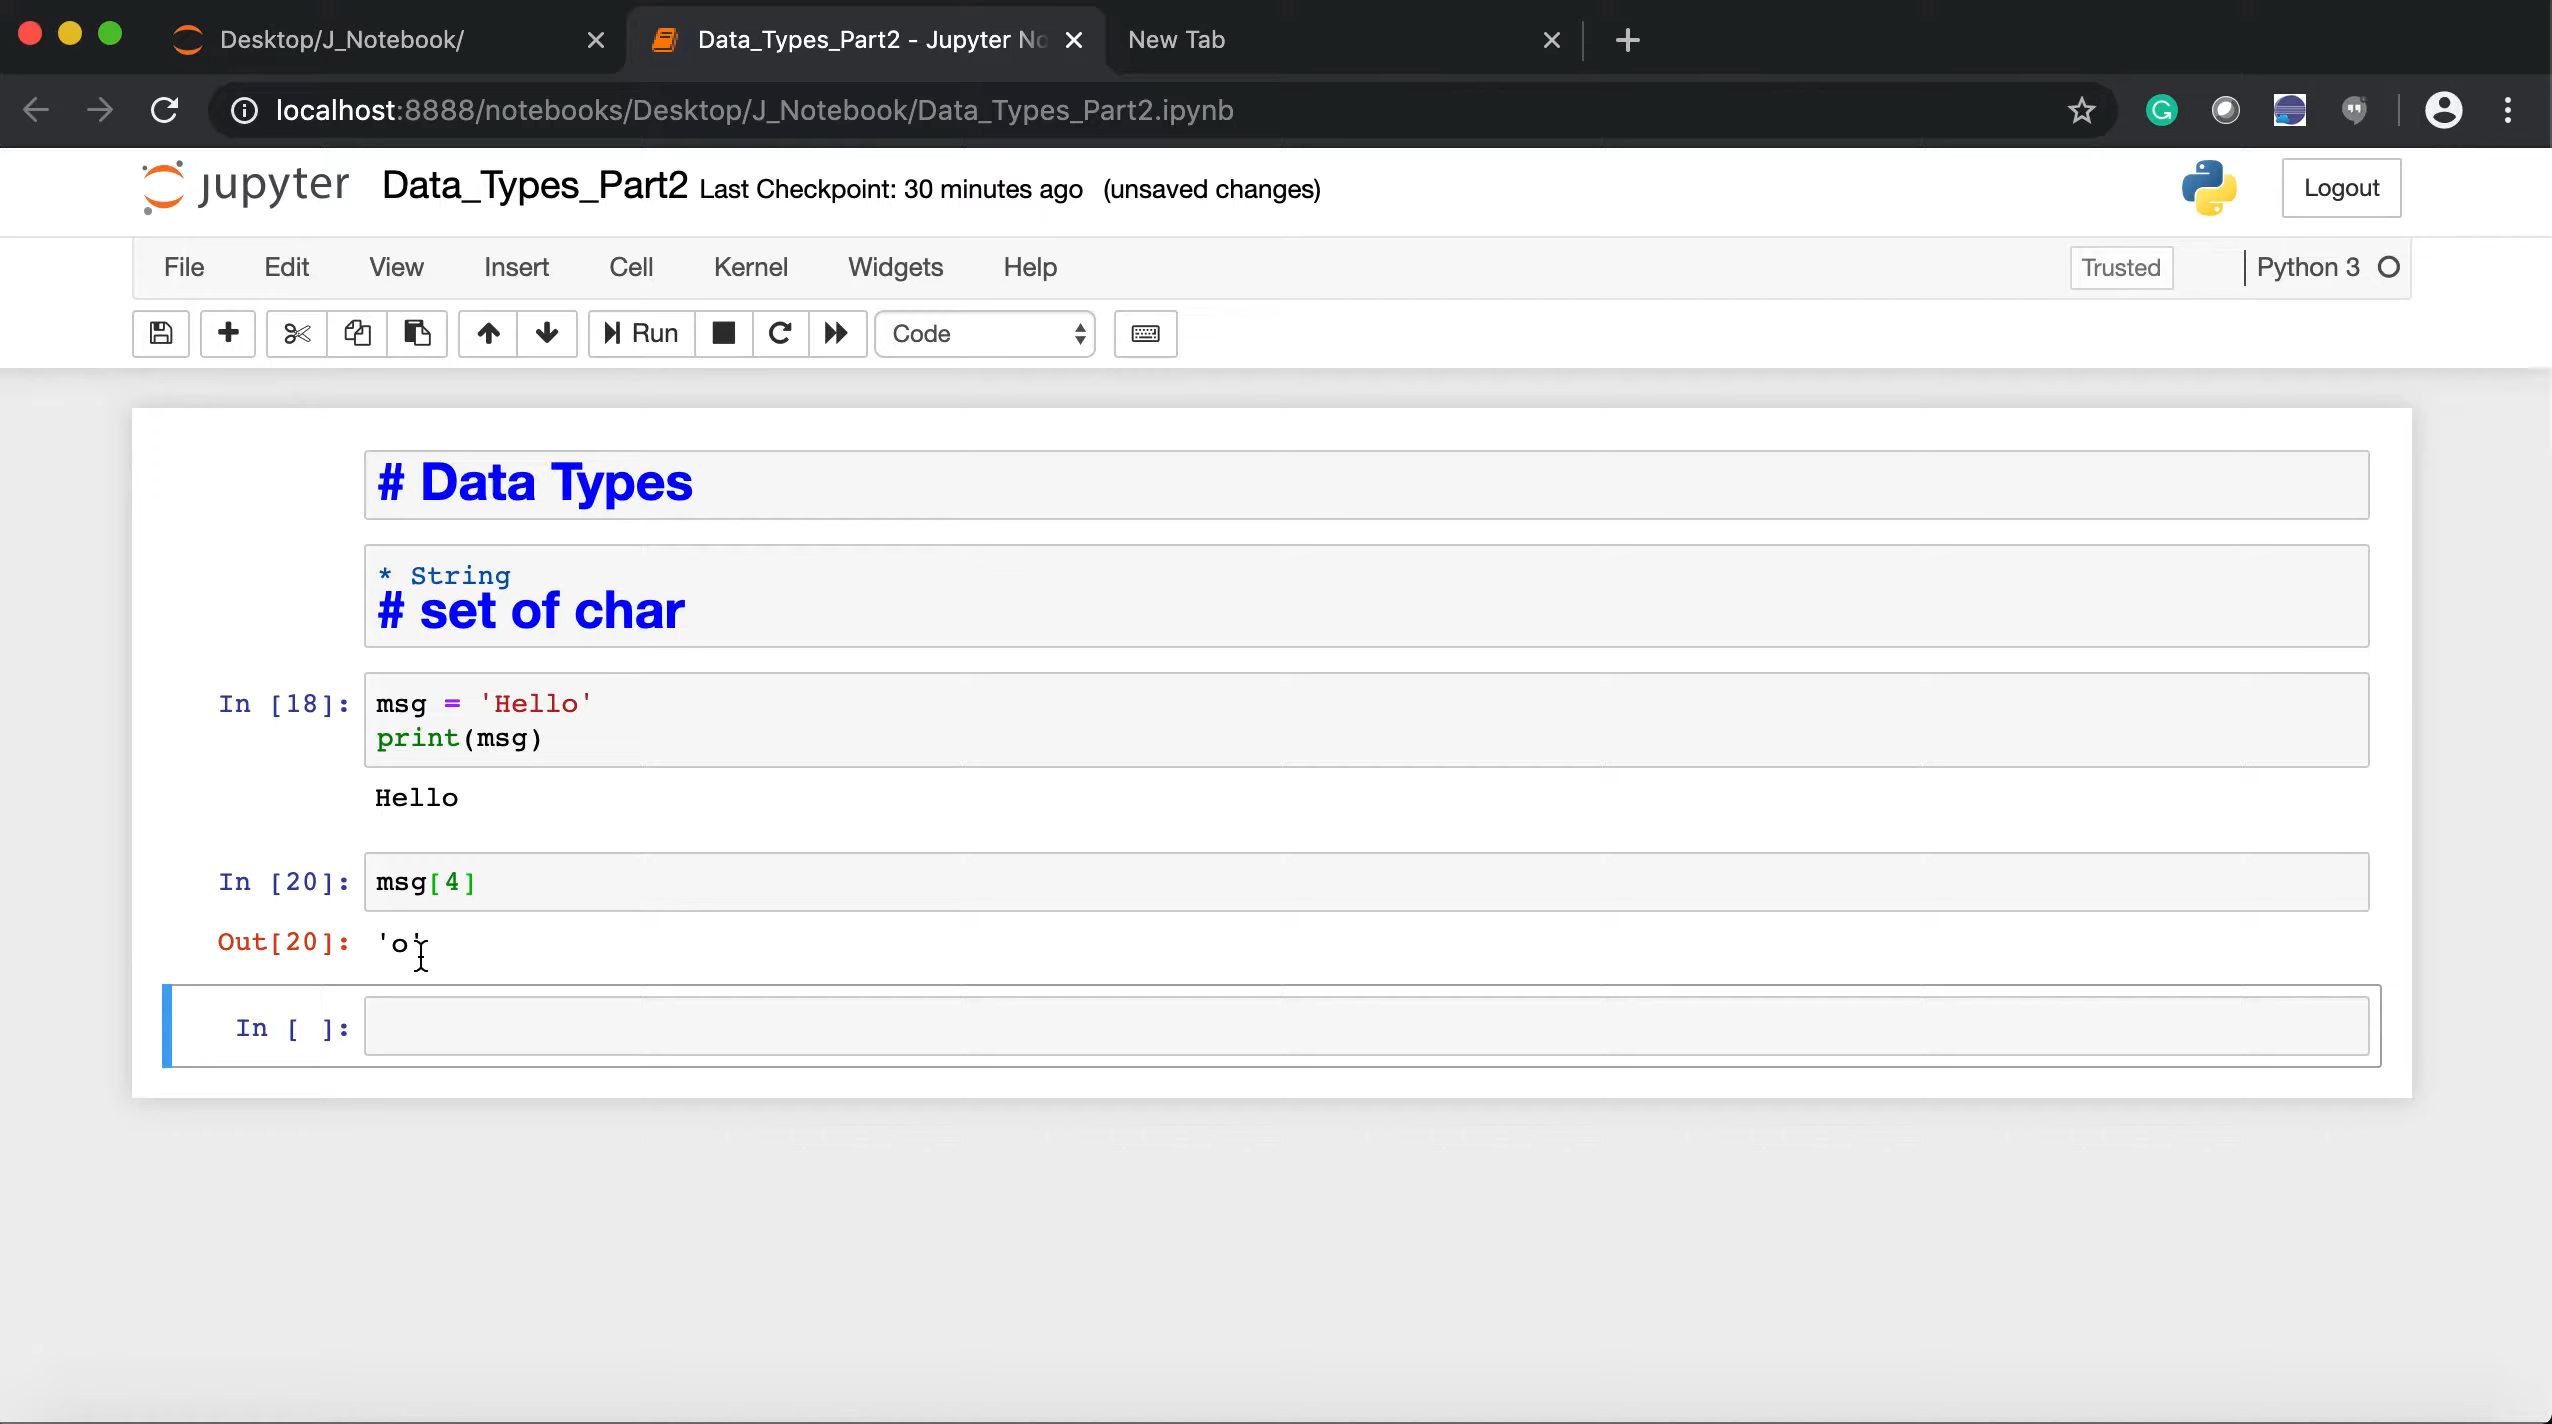 Desktop/J_Notebook/
Data_Types_Part2 - Jupyter No
New Tab
localhost:8888/notebooks/Desktop/J_Notebook/Data_Types_Part2.ipynb
jupyter Data_Types_Part2 Last Checkpoint: 30 minutes ago (unsaved changes)
Logout
File Edit View Insert Cell Kernel Widgets Help
Trusted
Python 3
Run
Code
# Data Types
* String
# set of char
In [18]: msg = 'Hello'
print(msg)
Hello
In [20]: msg[4]
Out[20]: 'o'
In [ ]: